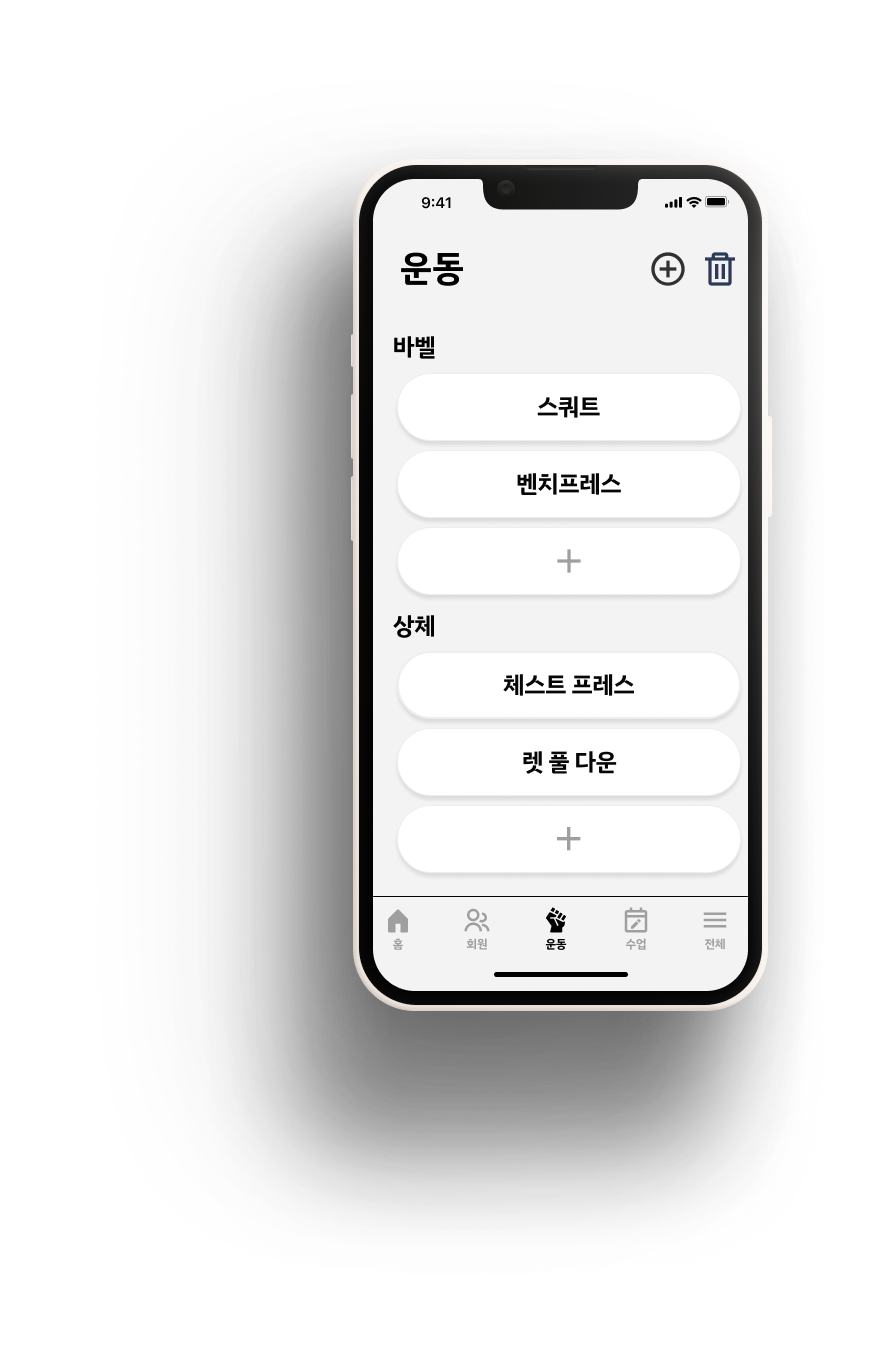 9:41
운동
바벨
스쿼트
벤치프레스
상체
체스트 프레스
렛 풀 다운
홈 회원 운동 수업 전체